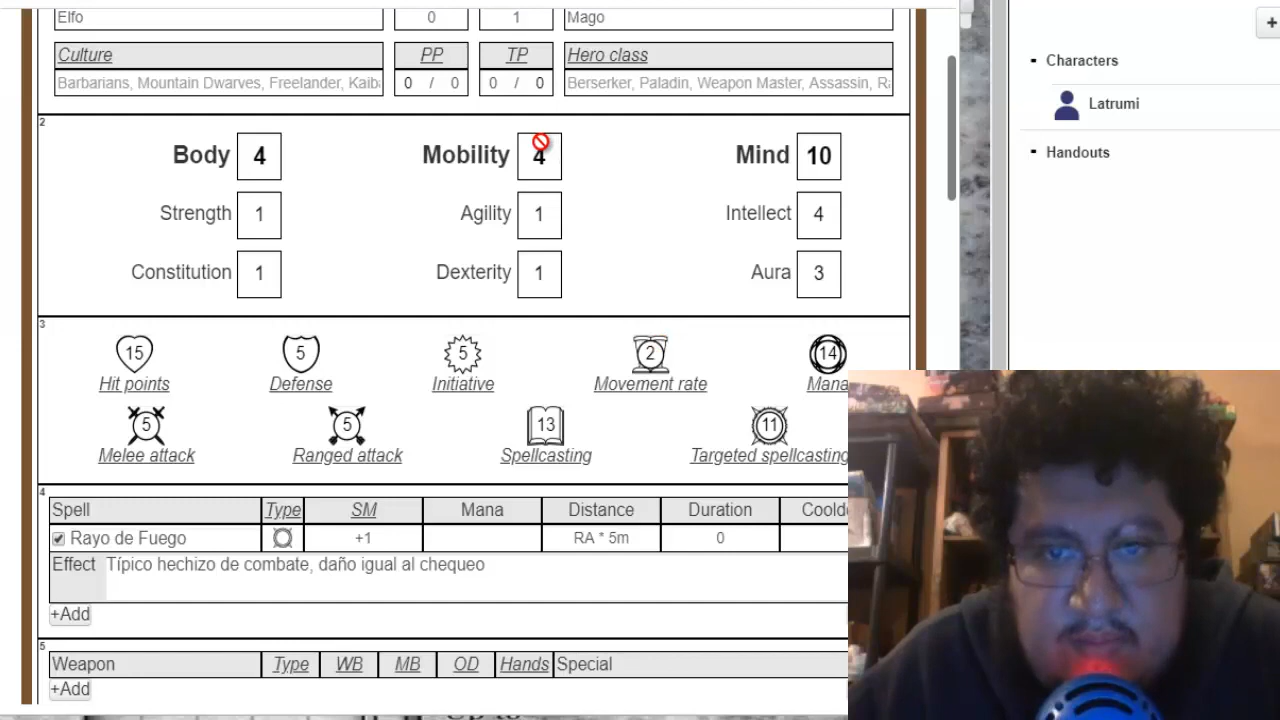 Elfo 0 1 Mago
Culture PP TP Hero class
Barbarians, Mountain Dwarves, Freelander, Kaib 0 / 0 0 / 0 Berserker, Paladin, Weapon Master, Assassin, R
2
Body 4 Mobility 4 Mind 10
Strength 1 Agility 1 Intellect 4
Constitution 1 Dexterity 1 Aura 3
3
15 5 5 2 14
Hit points Defense Initiative Movement rate Mana
5 5 13 11
Melee attack Ranged attack Spellcasting Targeted spellcasting
4
Spell Type SM Mana Distance Duration Coold
Rayo de Fuego +1 RA * 5m 0
Effect Típico hechizo de combate, daño igual al chequeo
+Add
5
Weapon Type WB MB OD Hands Special
+Add
+
Characters
Latrumi
Handouts